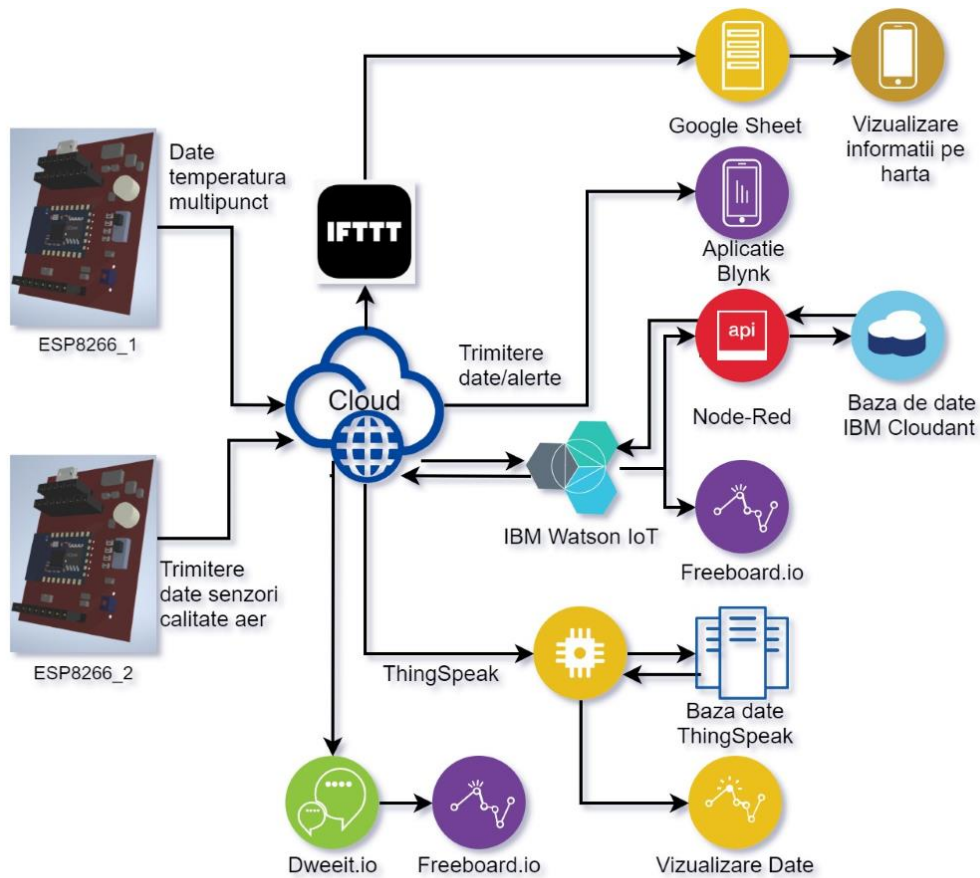 Date
temperatura
multipunct
ESP8266_1
IFTTT
Google Sheet
Vizualizare
informatii pe
harta
Aplicatie
Blynk
Cloud
Trimitere
date/alerte
api
Node-Red
Baza de date
IBM Cloudant
IBM Watson IoT
Freeboard.io
Trimitere
date senzori
calitate aer
ESP8266_2
ThingSpeak
Baza date
ThingSpeak
Dweeit.io
Freeboard.io
Vizualizare Date